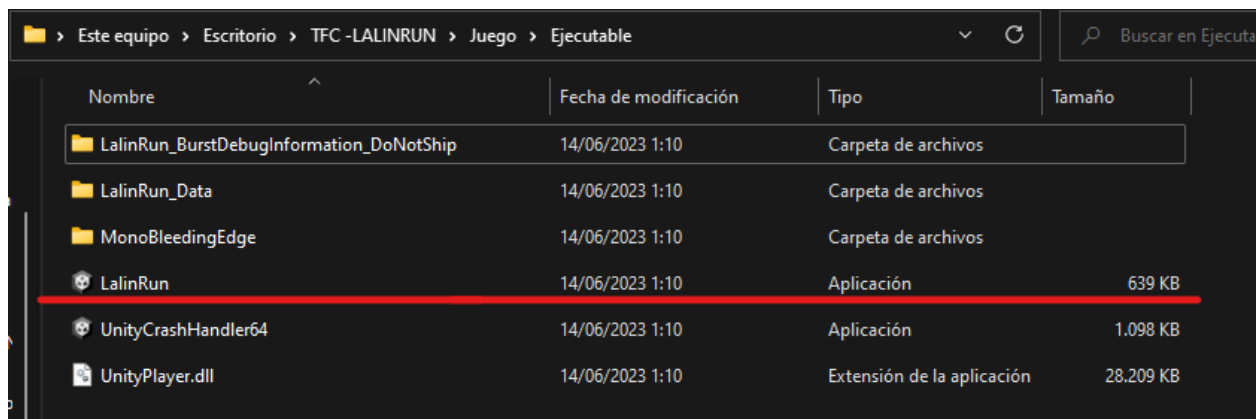 Este equipo > Escritorio > TFC -LALINRUN > Juego > Ejecutable Buscar en Ejecuta
Nombre Fecha de modificación Tipo Tamaño
LalinRun_BurstDebugInformation_DoNotShip 14/06/2023 1:10 Carpeta de archivos
LalinRun_Data 14/06/2023 1:10 Carpeta de archivos
MonoBleedingEdge 14/06/2023 1:10 Carpeta de archivos
LalinRun 14/06/2023 1:10 Aplicación 639 KB
UnityCrashHandler64 14/06/2023 1:10 Aplicación 1.098 KB
UnityPlayer.dll 14/06/2023 1:10 Extensión de la aplicación 28.209 KB